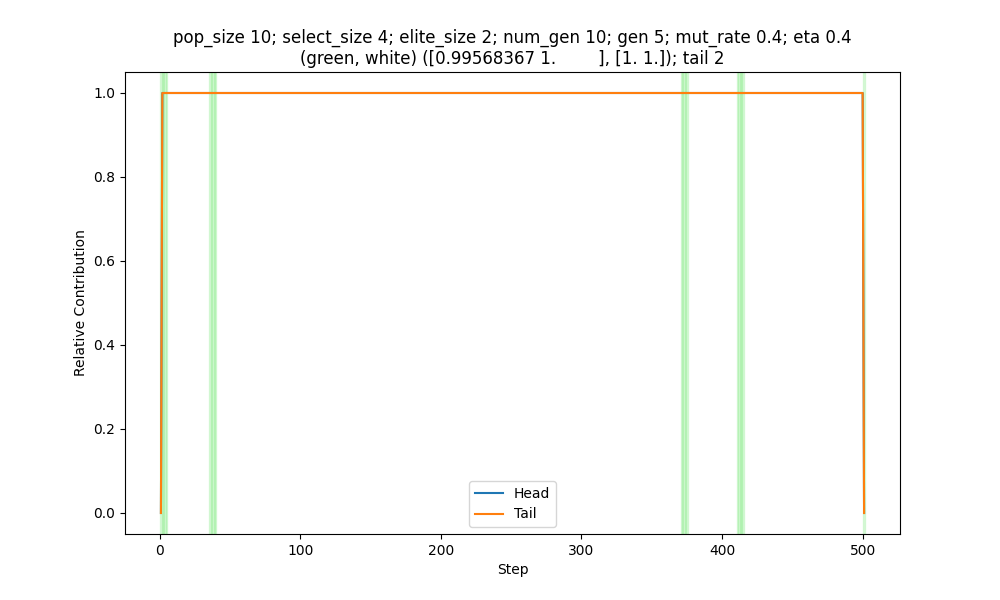 pop_size 10; select_size 4; elite_size 2; num_gen 10; gen 5; mut_rate 0.4; eta 0.4
(green, white) ([0.99568367 1.        ], [1. 1.]); tail 2
1.0
0.8
0.6
0.4
0.2
0.0
Relative Contribution
Head
Tail
0
100
200
300
400
500
Step